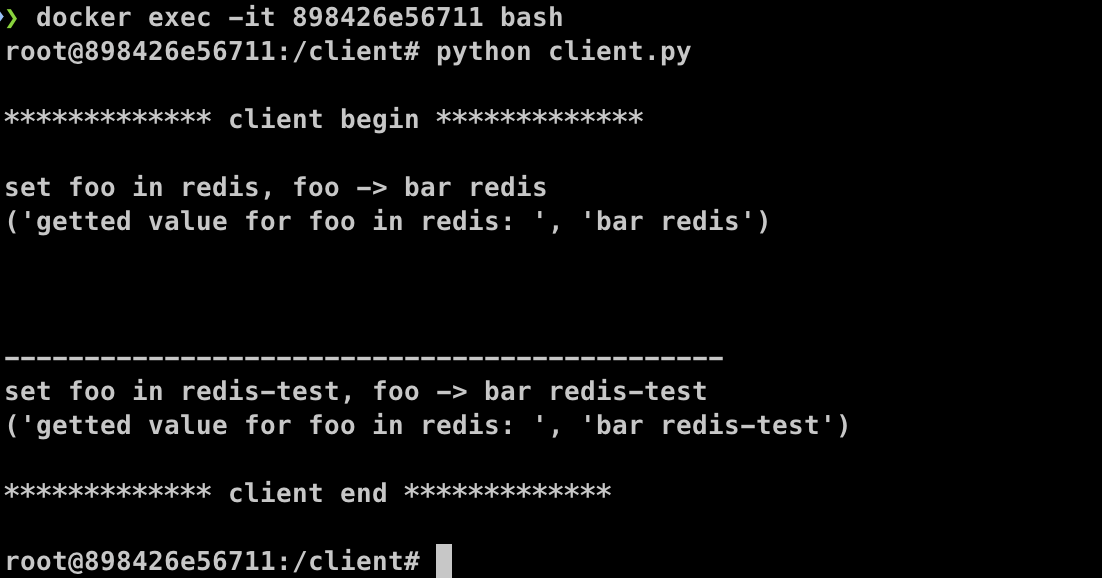 ❯ docker exec -it 898426e56711 bash
root@898426e56711:/client# python client.py
************* client begin *************
set foo in redis, foo -> bar redis
('getted value for foo in redis: ', 'bar redis')
---------------------------------------------
set foo in redis-test, foo -> bar redis-test
('getted value for foo in redis: ', 'bar redis-test')
************* client end *************
root@898426e56711:/client#